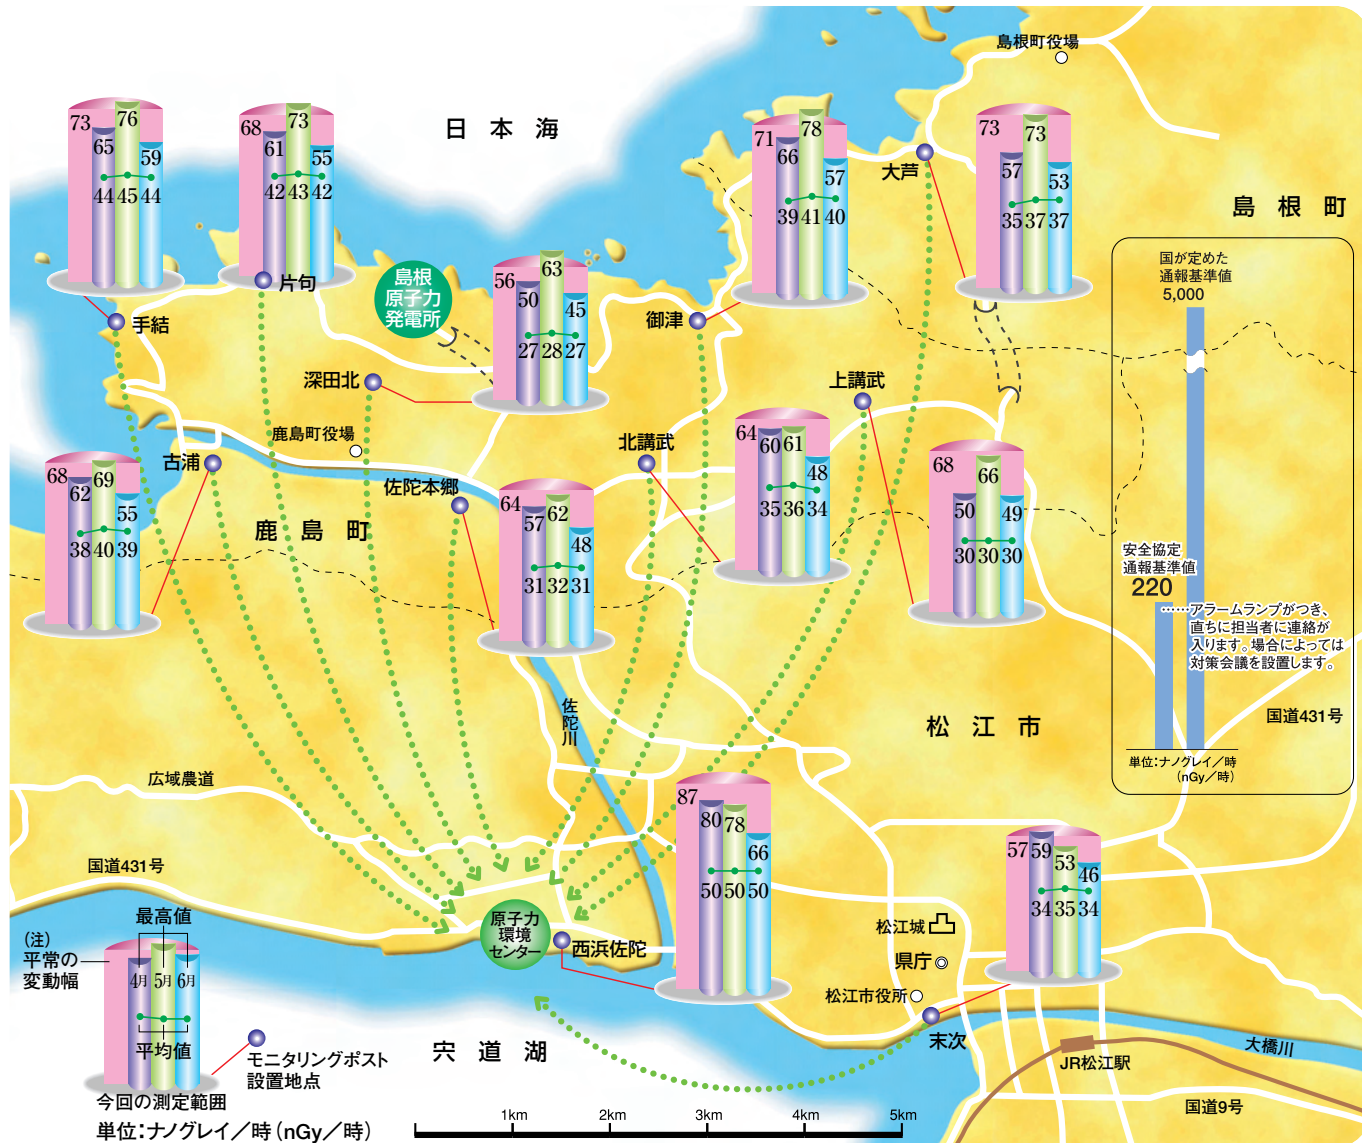 島根町役場
日本海
73
65
76
59
44
45
44
手結
68
61
73
55
42
43
42
片句
島根
原子力
発電所
56
50
63
45
27
28
27
深田北
71
66
78
57
39
41
40
御津
大芦
73
57
73
53
35
37
37
島根町
国が定めた
通報基準値
5,000
安全協定
通報基準値
220
……アラームランプがつき、
直ちに担当者に連絡が
入ります。場合によっては
対策会議を設置します。
単位:ナノグレイ/時
(nGy/時)
国道431号
鹿島町役場
古浦
68
62
69
55
38
40
39
鹿島町
佐陀本郷
64
57
62
48
31
32
31
北講武
64
60
61
48
35
36
34
上講武
68
50
66
49
30
30
30
佐陀川
松江市
広域農道
国道431号
87
80
78
66
50
50
50
西浜佐陀
原子力
環境
センター
57
59
53
46
34
35
34
松江城
県庁
松江市役所
末次
JR松江駅
大橋川
国道9号
宍道湖
最高値
(注)
平常の
変動幅
4月
5月
6月
平均値
モニタリングポスト
設置地点
今回の測定範囲
単位:ナノグレイ/時(nGy/時)
1km
2km
3km
4km
5km